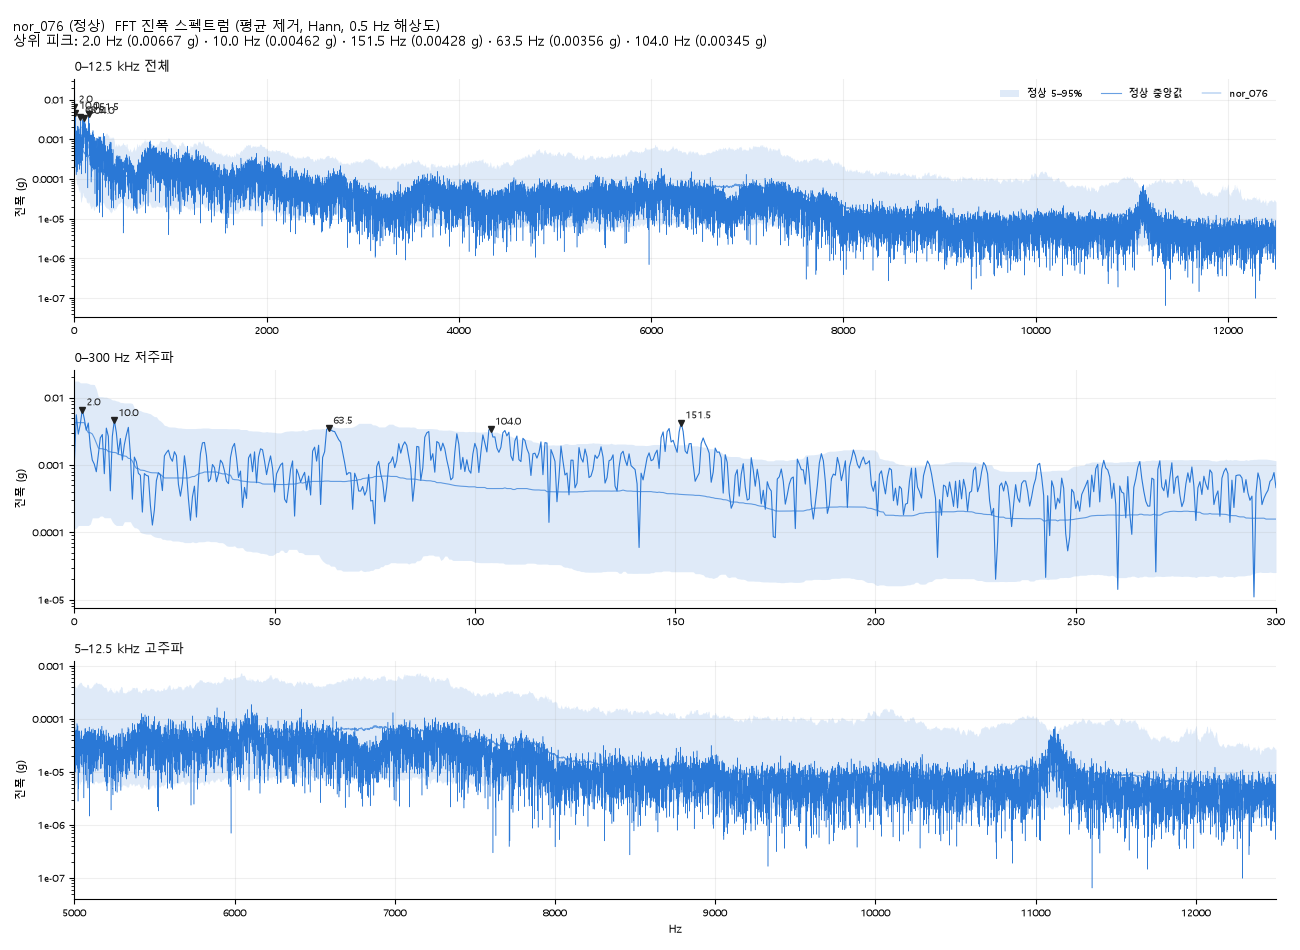 nor_076 (정상)  FFT 진폭 스펙트럼 (평균 제거, Hann, 0.5 Hz 해상도)
상위 피크: 2.0 Hz (0.00667 g) · 10.0 Hz (0.00462 g) · 151.5 Hz (0.00428 g) · 63.5 Hz (0.00356 g) · 104.0 Hz (0.00345 g)
0–12.5 kHz 전체
정상 5–95% 정상 중앙값 nor_076
2.0
151.5
0.01
0.001
0.0001
1e-05
1e-06
1e-07
진폭 (g)
0 2000 4000 6000 8000 10000 12000
0–300 Hz 저주파
2.0 10.0 63.5 104.0 151.5
0.01
0.001
0.0001
1e-05
진폭 (g)
0 50 100 150 200 250 300
5–12.5 kHz 고주파
0.001
0.0001
1e-05
1e-06
1e-07
진폭 (g)
5000 6000 7000 8000 9000 10000 11000 12000
Hz